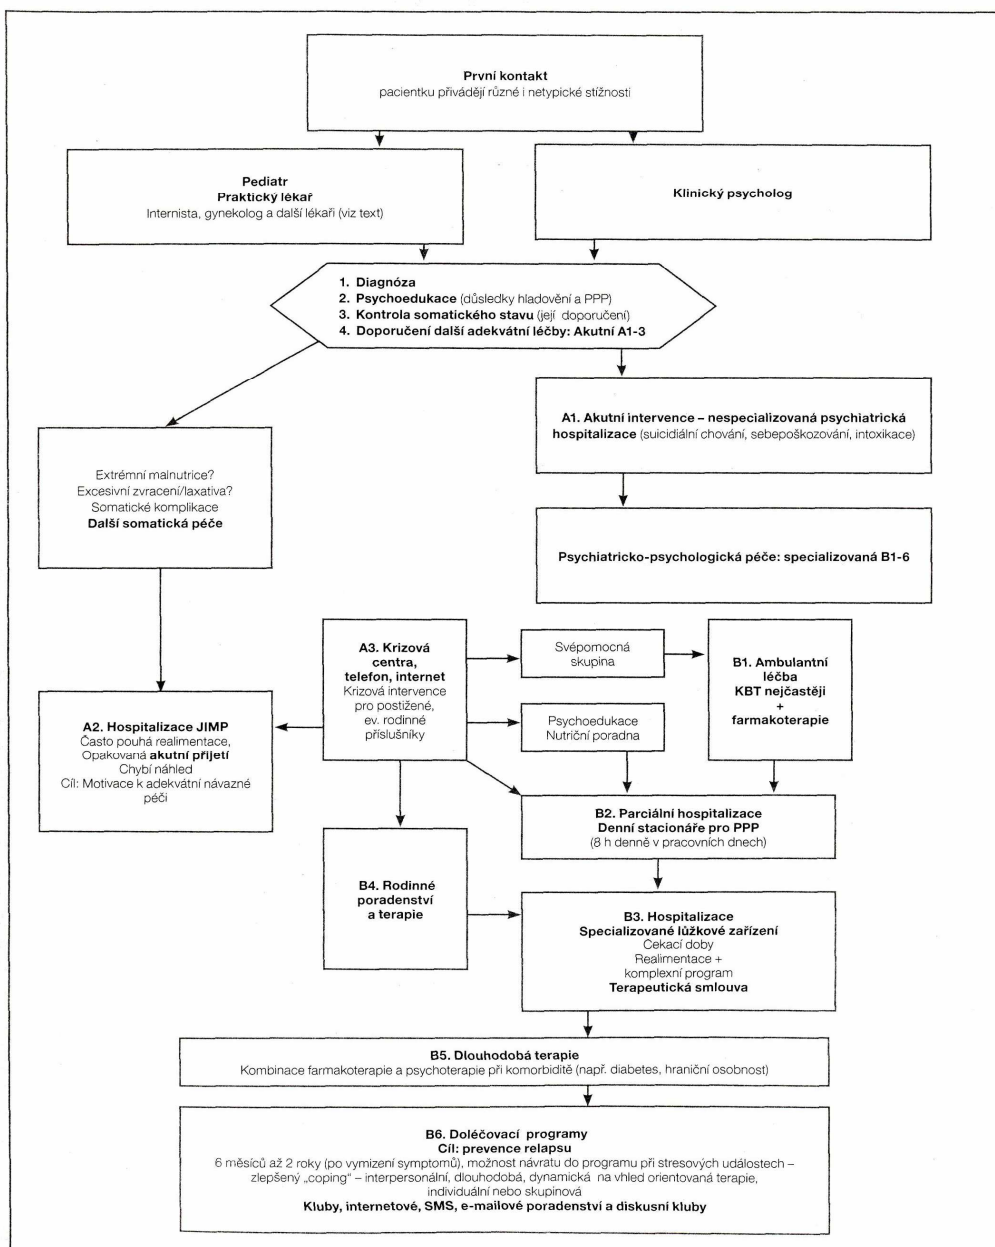 První kontakt
pacientku přivádějí různé i netypické stížnosti
Pediatr
Praktický lékař
Internista, gynekolog a další lékaři (viz text)
Klinický psycholog
1. Diagnóza
2. Psychoedukace (důsledky hladovění a PPP)
3. Kontrola somatického stavu (její doporučení)
4. Doporučení další adekvátní léčby: Akutní A1-3
A1. Akutní intervence – nespecializovaná psychiatrická
hospitalizace (suicidiální chování, sebepoškozování, intoxikace)
Extrémní malnutrice?
Excesivní zvracení/laxativa?
Somatické komplikace
Další somatická péče
Psychiatricko-psychologická péče: specializovaná B1-6
A3. Krizová
centra,
telefon, internet
Krizová intervence
pro postižené,
ev. rodinné
příslušníky
Svépomocná
skupina
B1. Ambulantní
léčba
KBT nejčastěji
+
farmakoterapie
Psychoedukace
Nutriční poradna
A2. Hospitalizace JIMP
Často pouhá realimentace,
Opakovaná akutní přijetí
Chybí náhled
Cíl: Motivace k adekvátní návazné
péči
B2. Parciální hospitalizace
Denní stacionáře pro PPP
(8 h denně v pracovních dnech)
B4. Rodinné
poradenství
a terapie
B3. Hospitalizace
Specializované lůžkové zařízení
Cekací doby
Realimentace +
komplexní program
Terapeutická smlouva
B5. Dlouhodobá terapie
Kombinace farmakoterapie a psychoterapie při komorbiditě (např. diabetes, hraniční osobnost)
B6. Doléčovací programy
Cíl: prevence relapsu
6 měsíců až 2 roky (po vymizení symptomů), možnost návratu do programu při stresových událostech –
zlepšený „coping“ – interpersonální, dlouhodobá, dynamická na vhled orientovaná terapie,
individuální nebo skupinová
Kluby, internetové, SMS, e-mailové poradenství a diskusní kluby